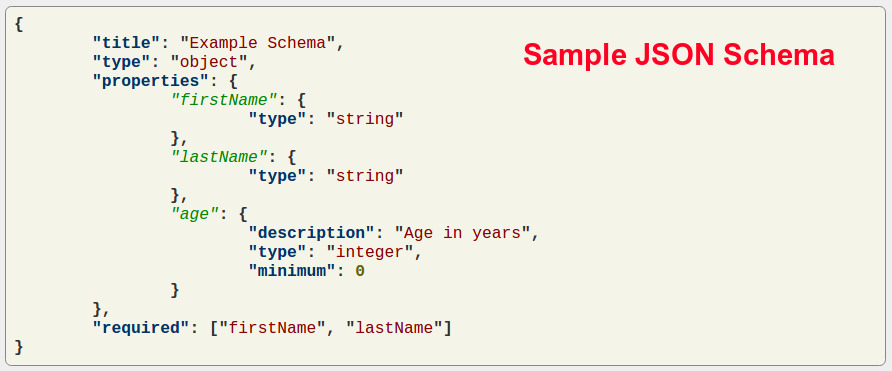 {
"title": "Example Schema",
Sample JSON Schema
"type": "object",
"properties": {
"firstName": {
"type": "string"
},
"lastName": {
"type": "string"
},
"age": {
"description": "Age in years",
"type": "integer",
"minimum": 0
}
},
"required": ["firstName", "lastName"]
}